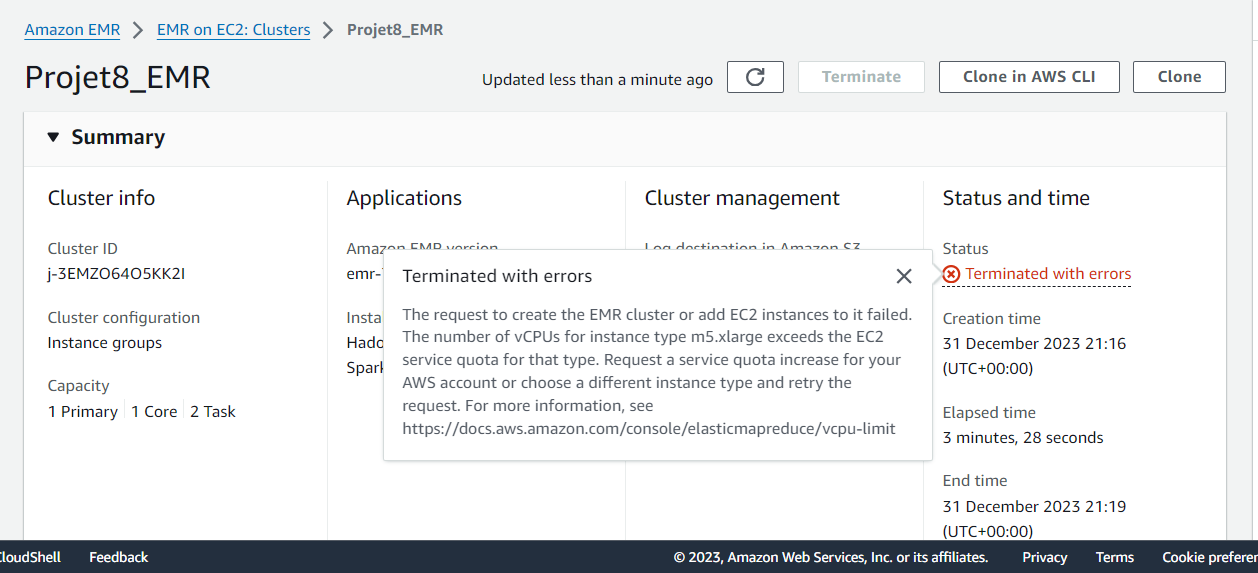 Amazon EMR > EMR on EC2: Clusters > Projet8_EMR
Projet8_EMR
Updated less than a minute ago
Terminate
Clone in AWS CLI
Clone
Summary
Cluster info
Cluster ID
j-3EMZO64O5KK2I
Cluster configuration
Instance groups
Capacity
1 Primary
1 Core
2 Task
Applications
Amazon EMR version
emr-
Insta
Hado
Spark
Cluster management
Log destination in Amazon S3
Terminated with errors
The request to create the EMR cluster or add EC2 instances to it failed.
The number of vCPUs for instance type m5.xlarge exceeds the EC2
service quota for that type. Request a service quota increase for your
AWS account or choose a different instance type and retry the
request. For more information, see
https://docs.aws.amazon.com/console/elasticmapreduce/vcpu-limit
Status and time
Status
Terminated with errors
Creation time
31 December 2023 21:16
(UTC+00:00)
Elapsed time
3 minutes, 28 seconds
End time
31 December 2023 21:19
(UTC+00:00)
CloudShell
Feedback
© 2023, Amazon Web Services, Inc. or its affiliates.
Privacy
Terms
Cookie preferen